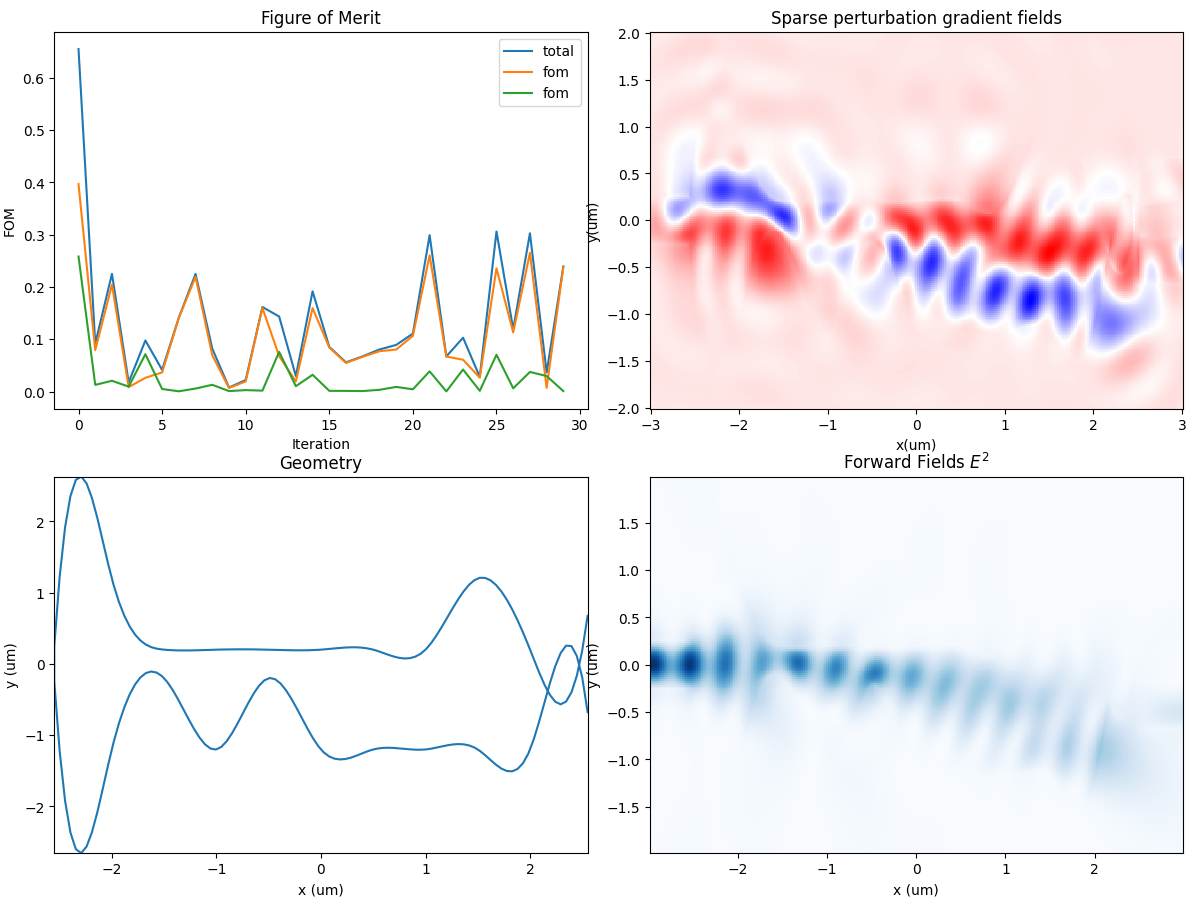 Figure of Merit
FOM
0.6
0.5
0.4
0.3
0.2
0.1
0.0
total
fom
fom
0 5 10 15 20 25 30
Iteration
Sparse perturbation gradient fields
y(um)
2.0
1.5
1.0
0.5
0.0
−0.5
−1.0
−1.5
−2.0
−3 −2 −1 0 1 2 3
x(um)
Geometry
y (um)
2
1
0
−1
−2
−2 −1 0 1 2
x (um)
Forward Fields E²
y (um)
1.5
1.0
0.5
0.0
−0.5
−1.0
−1.5
−2 −1 0 1 2
x (um)